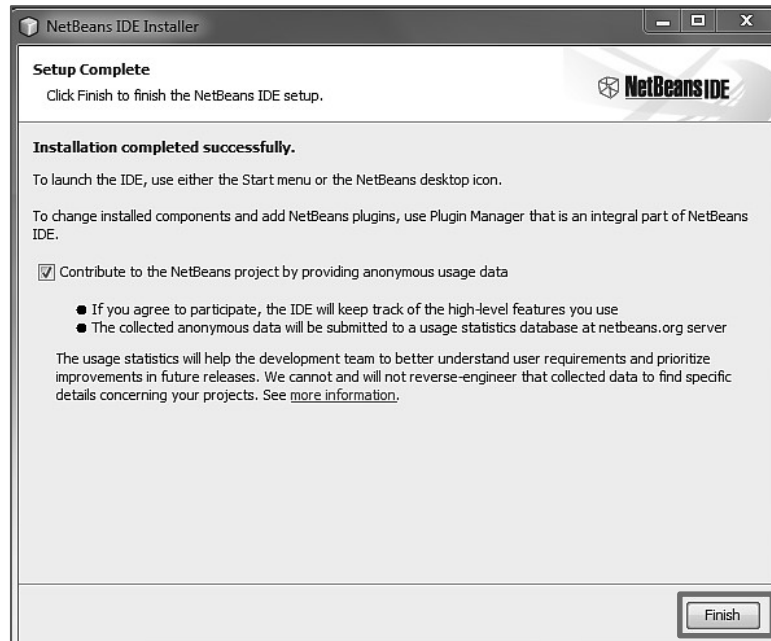 NetBeans IDE Installer
Setup Complete
Click Finish to finish the NetBeans IDE setup.
NetBeans IDE
Installation completed successfully.
To launch the IDE, use either the Start menu or the NetBeans desktop icon.
To change installed components and add NetBeans plugins, use Plugin Manager that is an integral part of NetBeans
IDE.
Contribute to the NetBeans project by providing anonymous usage data
● If you agree to participate, the IDE will keep track of the high-level features you use
● The collected anonymous data will be submitted to a usage statistics database at netbeans.org server
The usage statistics will help the development team to better understand user requirements and prioritize
improvements in future releases. We cannot and will not reverse-engineer that collected data to find specific
details concerning your projects. See more information.
Finish